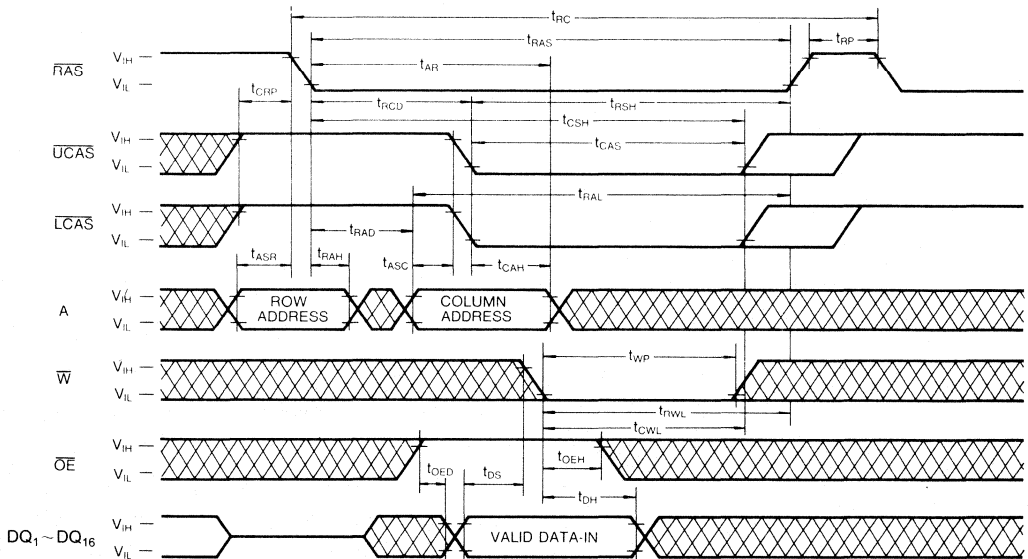 tRC
tRAS
tRP
tAR
RAS
VIH
VIL
tCRP
tRCD
tRSH
tCSH
UCAS
VIH
VIL
tCAS
tRAL
LCAS
VIH
VIL
tRAD
tASR
tRAH
tASC
tCAH
A
VIH
VIL
ROW
ADDRESS
COLUMN
ADDRESS
W
VIH
VIL
tWP
tRWL
tCWL
OE
VIH
VIL
tOED
tDS
tOEH
tDH
DQ1~DQ16
VIH
VIL
VALID DATA-IN